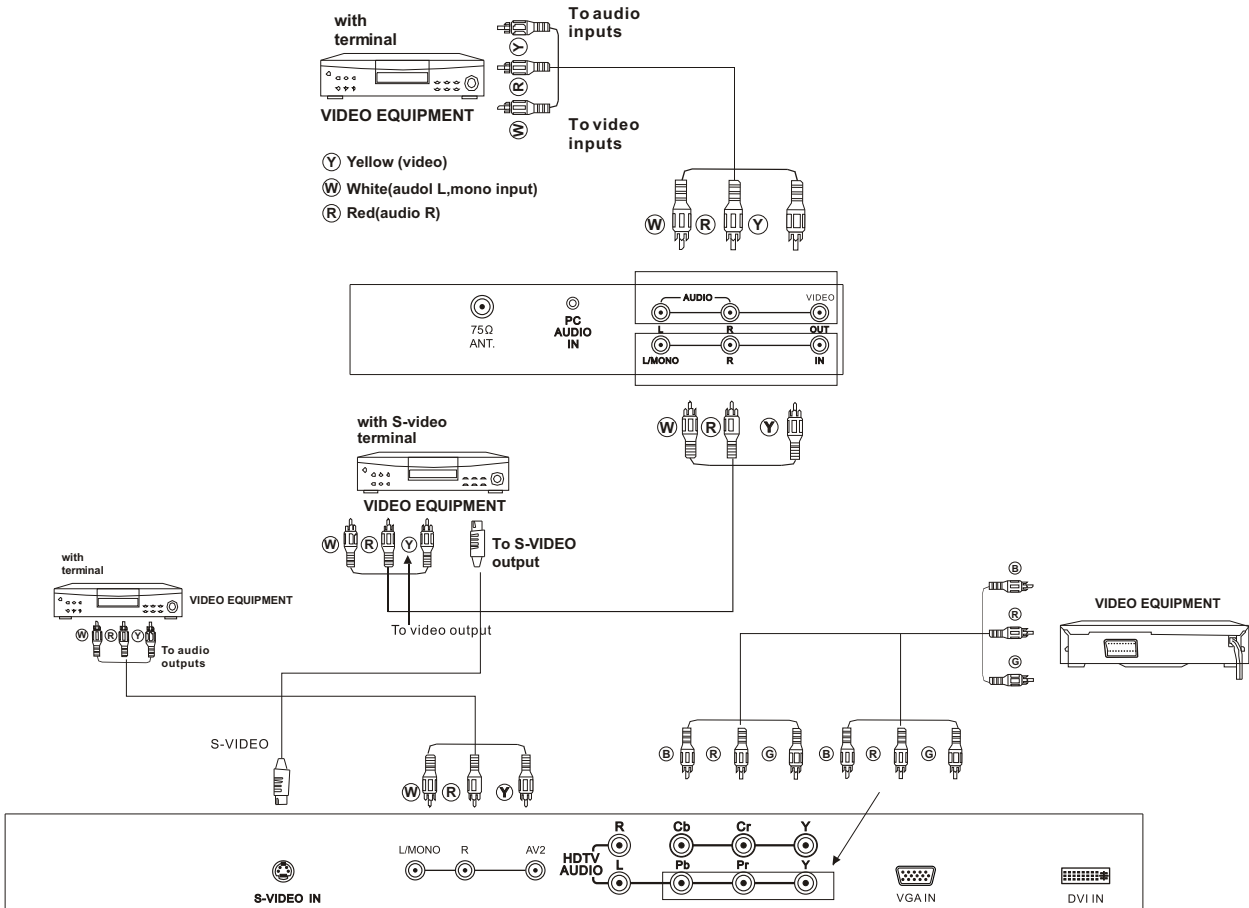 with
terminal
VIDEO EQUIPMENT
To audio
inputs
Y
R
W
To video
inputs
Y Yellow (video)
W White(audol L,mono input)
R Red(audio R)
W R Y
75Ω
ANT.
PC
AUDIO
IN
AUDIO
VIDEO
L R OUT
L/MONO R IN
W R Y
with S-video
terminal
VIDEO EQUIPMENT
W R Y
To S-VIDEO
output
To video output
with
terminal
VIDEO EQUIPMENT
W R Y
To audio
outputs
B
R
G
VIDEO EQUIPMENT
S-VIDEO
W R Y
B R G
B R G
S-VIDEO IN
L/MONO R AV2
HDTV
AUDIO
R Cb Cr Y
L Pb Pr Y
VGA IN
DVI IN